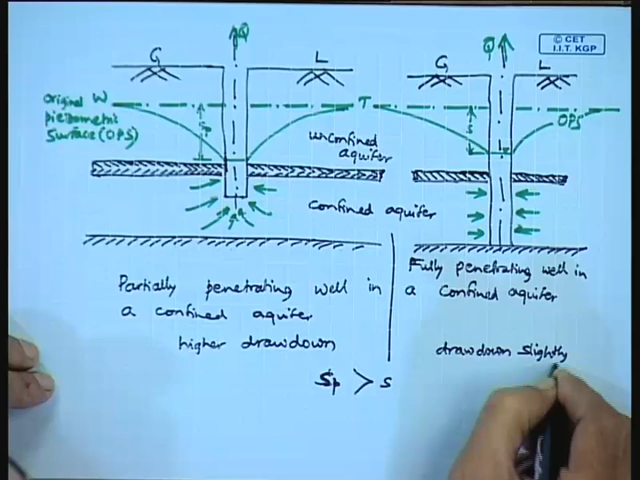 Q
© CET
I.I.T. KGP
G L
Q
G L
Original W
piezometric
Surface (OPS)
T
OPS
Sp
s
unconfined
aquifer
confined aquifer
Partially penetrating well in
a confined aquifer
higher drawdown
Fully penetrating well in
a confined aquifer
drawdown slightly
Sp > s